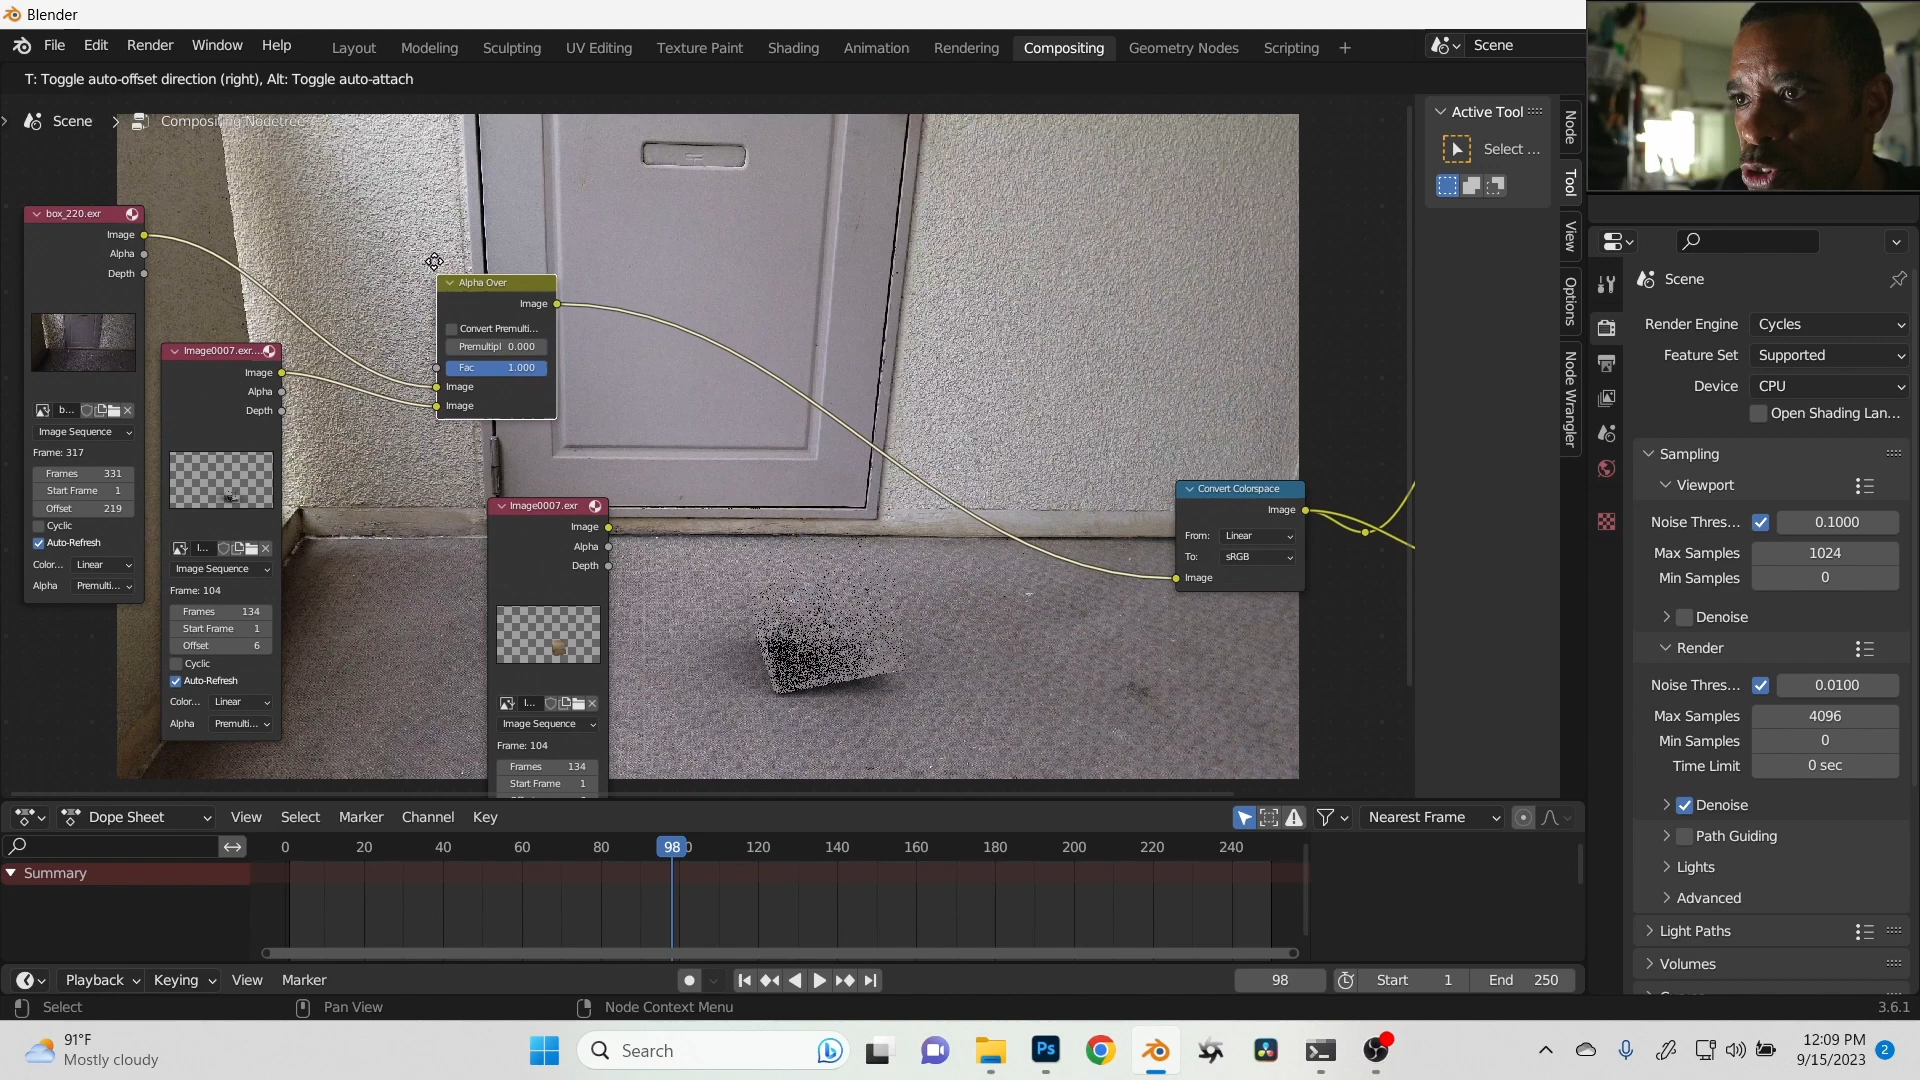 Blender
File Edit Render Window Help
Layout Modeling Sculpting UV Editing Texture Paint Shading Animation Rendering Compositing Geometry Nodes Scripting +
Scene
T: Toggle auto-offset direction (right), Alt: Toggle auto-attach
Scene > Compositing Nodetree
Active Tool
Select ...
Node
Tool
View
Options
Node Wrangler
box_220.exr
Image
Alpha
Depth
b...
Image Sequence
Frame: 317
Frames 331
Start Frame 1
Offset 219
Cyclic
Auto-Refresh
Color... Linear
Alpha Premulti...
Image0007.exr....
Image
Alpha
Depth
I...
Image Sequence
Frame: 104
Frames 134
Start Frame 1
Offset 6
Cyclic
Auto-Refresh
Color... Linear
Alpha Premulti...
Alpha Over
Image
Convert Premulti...
Premultipl 0.000
Fac 1.000
Image
Image
Image0007.exr
Image
Alpha
Depth
I...
Image Sequence
Frame: 104
Frames 134
Start Frame 1
Convert Colorspace
Image
From: Linear
To: sRGB
Image
Scene
Render Engine Cycles
Feature Set Supported
Device CPU
Open Shading Lan...
Sampling
Viewport
Noise Thres... 0.1000
Max Samples 1024
Min Samples 0
Denoise
Render
Noise Thres... 0.0100
Max Samples 4096
Min Samples 0
Time Limit 0 sec
Denoise
Path Guiding
Lights
Advanced
Light Paths
Volumes
Dope Sheet View Select Marker Channel Key
Nearest Frame
0 20 40 60 80 98 120 140 160 180 200 220 240
Summary
Playback Keying View Marker
98 Start 1 End 250
Select Pan View Node Context Menu
3.6.1
91°F
Mostly cloudy
Search
Ps
12:09 PM
9/15/2023
2